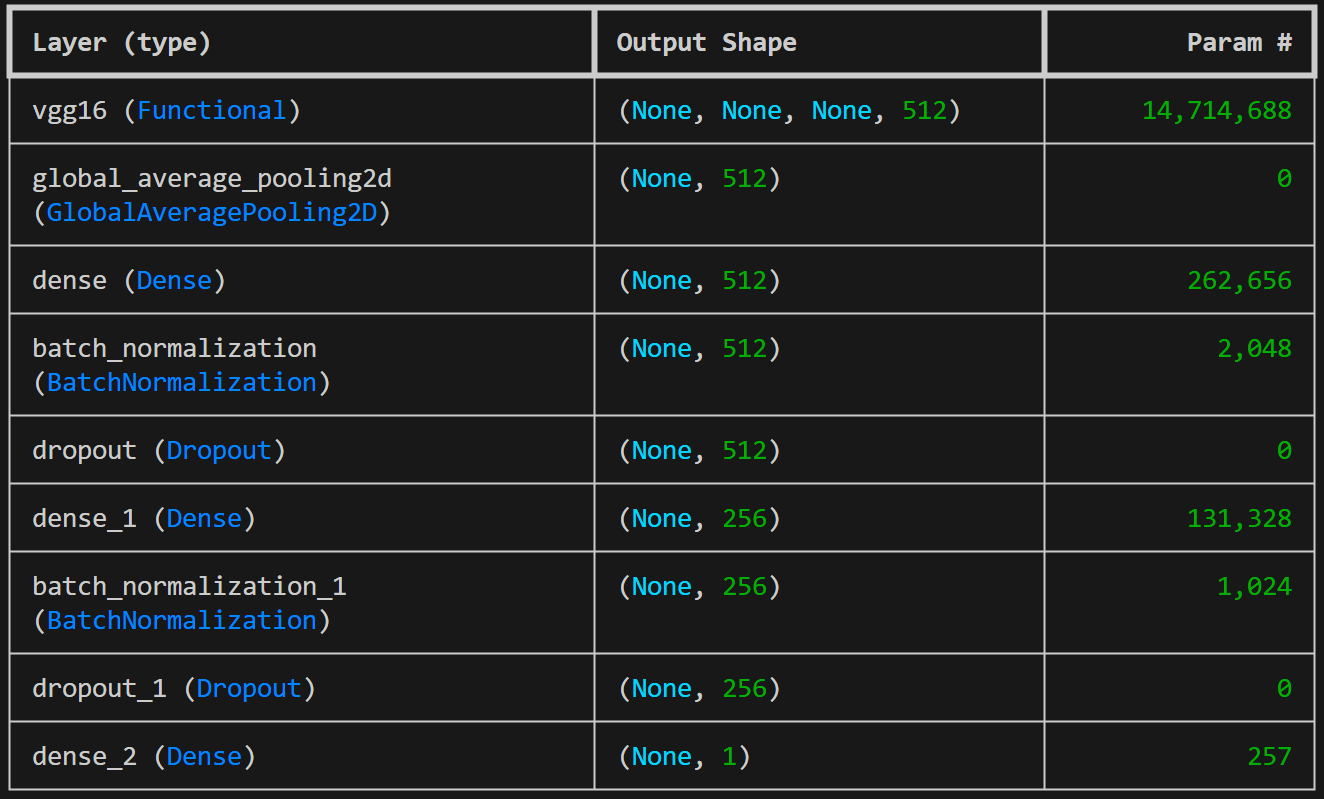 Layer (type) Output Shape Param #
vgg16 (Functional) (None, None, None, 512) 14,714,688
global_average_pooling2d (None, 512) 0
(GlobalAveragePooling2D)
dense (Dense) (None, 512) 262,656
batch_normalization (None, 512) 2,048
(BatchNormalization)
dropout (Dropout) (None, 512) 0
dense_1 (Dense) (None, 256) 131,328
batch_normalization_1 (None, 256) 1,024
(BatchNormalization)
dropout_1 (Dropout) (None, 256) 0
dense_2 (Dense) (None, 1) 257